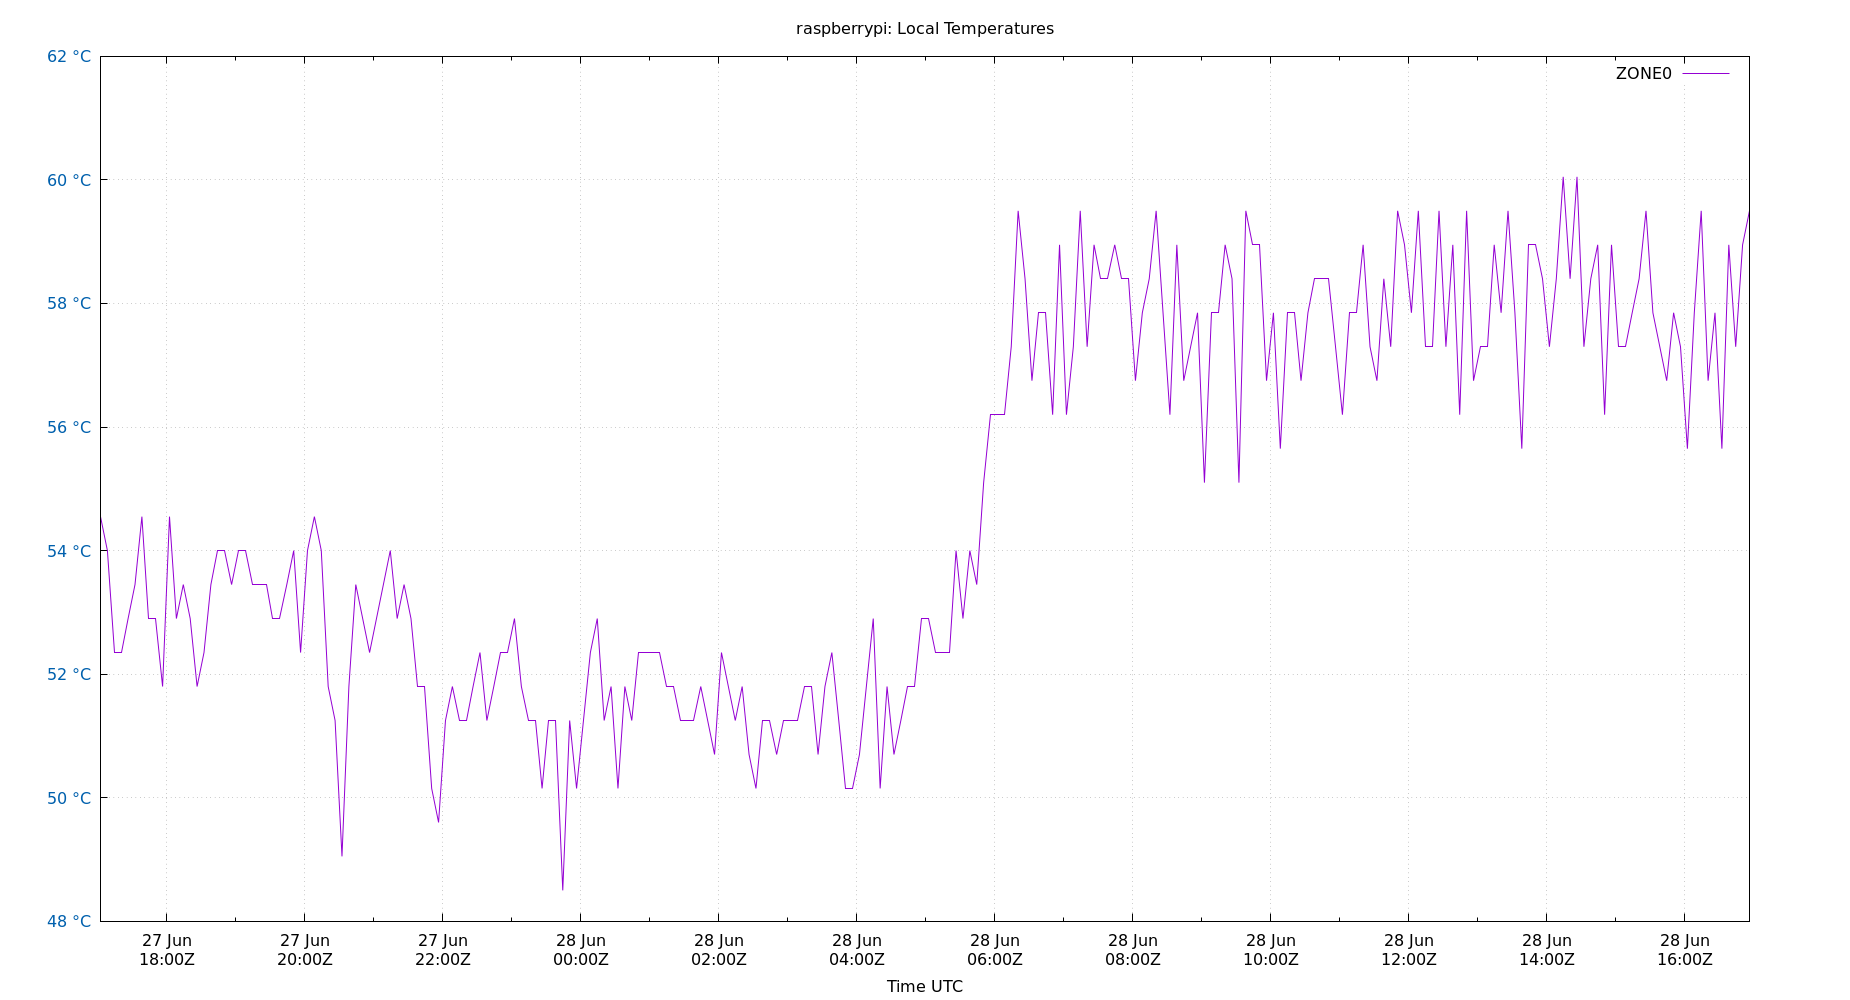 raspberrypi: Local Temperatures
62 °C
ZONE0
60 °C
58 °C
56 °C
54 °C
52 °C
50 °C
48 °C
27 Jun 27 Jun 27 Jun 28 Jun 28 Jun 28 Jun 28 Jun 28 Jun 28 Jun 28 Jun 28 Jun 28 Jun
18:00Z 20:00Z 22:00Z 00:00Z 02:00Z 04:00Z 06:00Z 08:00Z 10:00Z 12:00Z 14:00Z 16:00Z
Time UTC